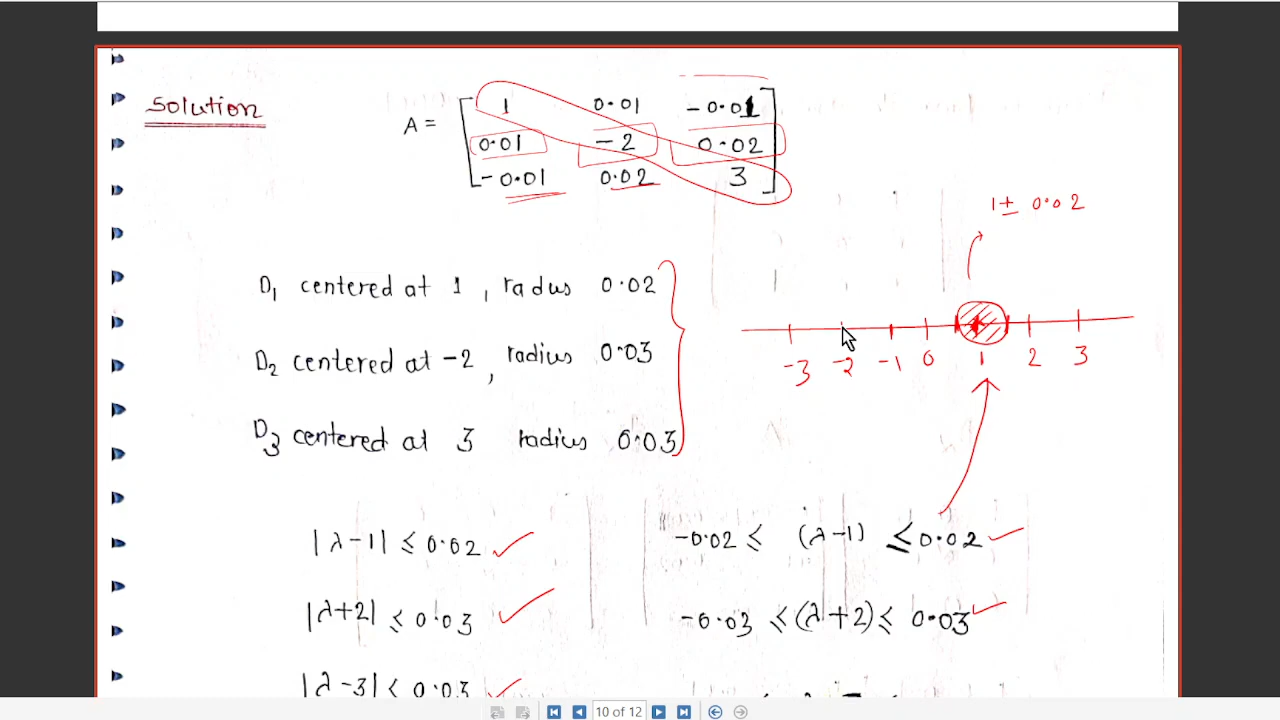 Solution
A = [ 1 0.01 -0.01
0.01 -2 0.02
-0.01 0.02 3 ]
1 ± 0.02
D1 centered at 1, radus 0.02
D2 centered at -2, radius 0.03
D3 centered at 3 radius 0.03
-3 -2 -1 0 1 2 3
|λ-1| ≤ 0.02 -0.02 ≤ (λ-1) ≤ 0.02
|λ+2| ≤ 0.03 -0.03 ≤ (λ+2) ≤ 0.03
|λ-3| ≤ 0.03
10 of 12